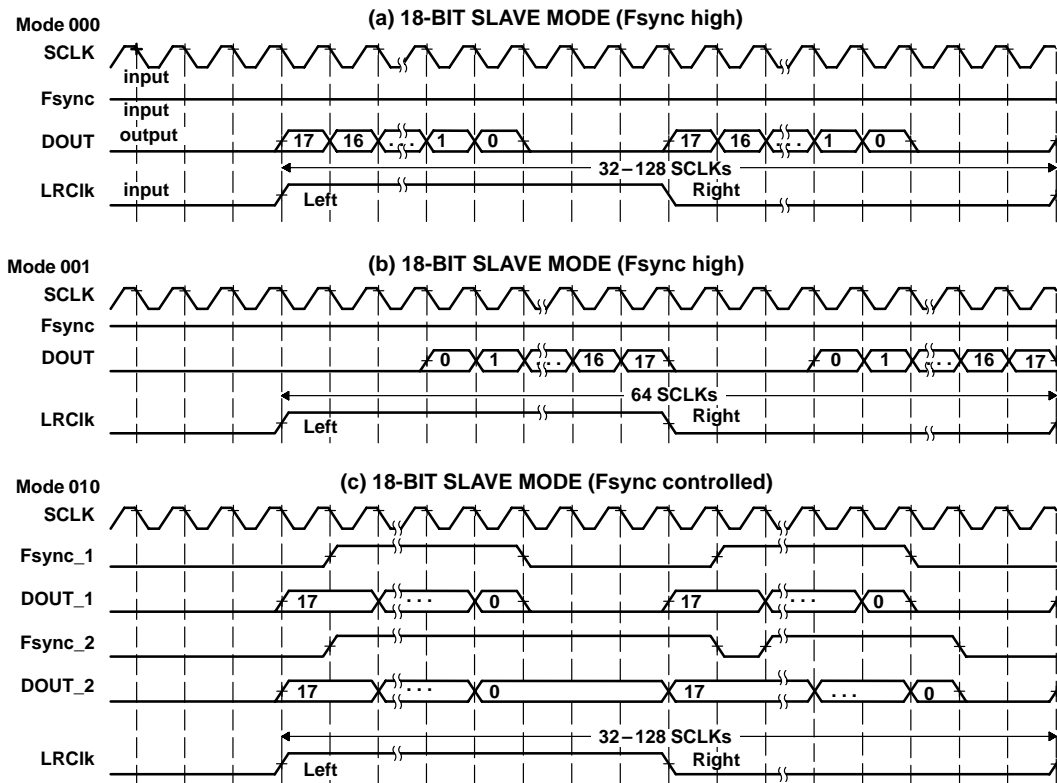 (a) 18-BIT SLAVE MODE (Fsync high)
Mode 000
SCLK
input
Fsync
input
DOUT
output
17 16 . . . 1 0 17 16 . . . 1 0
32–128 SCLKs
LRClk
input
Left
Right
(b) 18-BIT SLAVE MODE (Fsync high)
Mode 001
SCLK
Fsync
DOUT
0 1 . . . 16 17 0 1 . . . 16 17
64 SCLKs
LRClk
Left
Right
(c) 18-BIT SLAVE MODE (Fsync controlled)
Mode 010
SCLK
Fsync_1
DOUT_1
17 . . . 0 17 . . . 0
Fsync_2
DOUT_2
17 . . . 0 17 . . . 0
32–128 SCLKs
LRClk
Left
Right